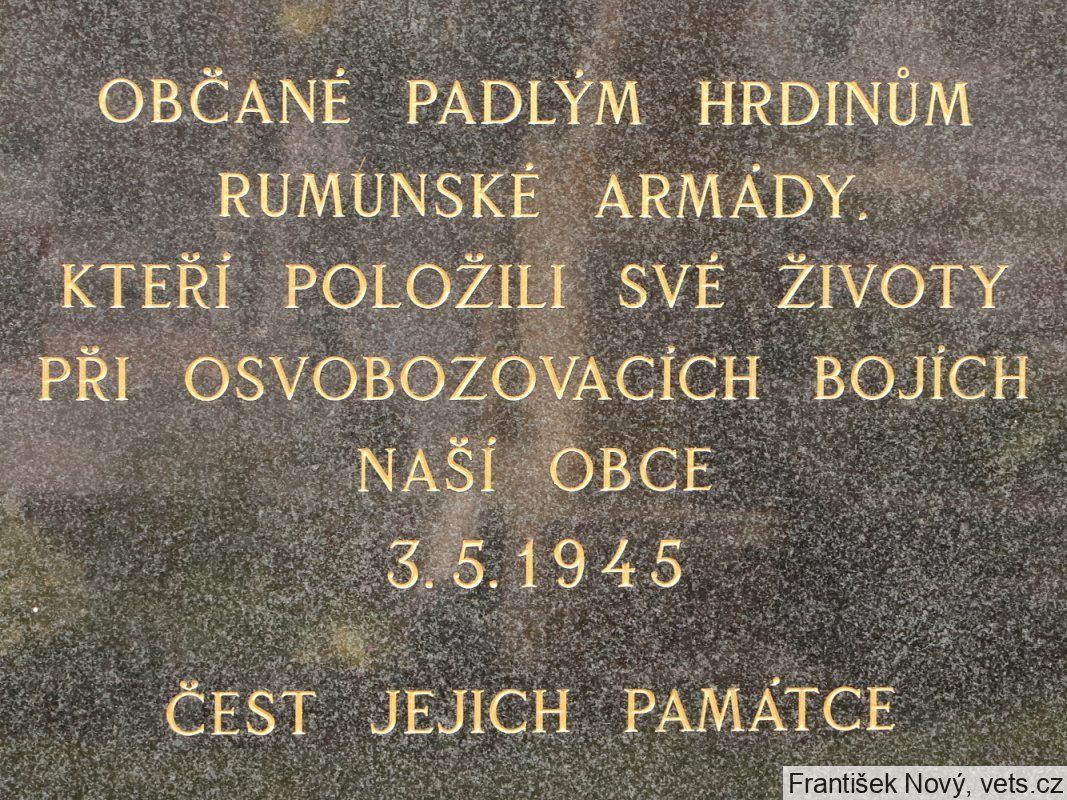 OBČANÉ PADLÝM HRDINŮM
RUMUNSKÉ ARMÁDY.
KTEŘÍ POLOŽILI SVÉ ŽIVOTY
PŘI OSVOBOZOVACÍCH BOJÍCH
NAŠÍ OBCE
3.5.1945
ČEST JEJICH PAMÁTCE
František Nový, vets.cz